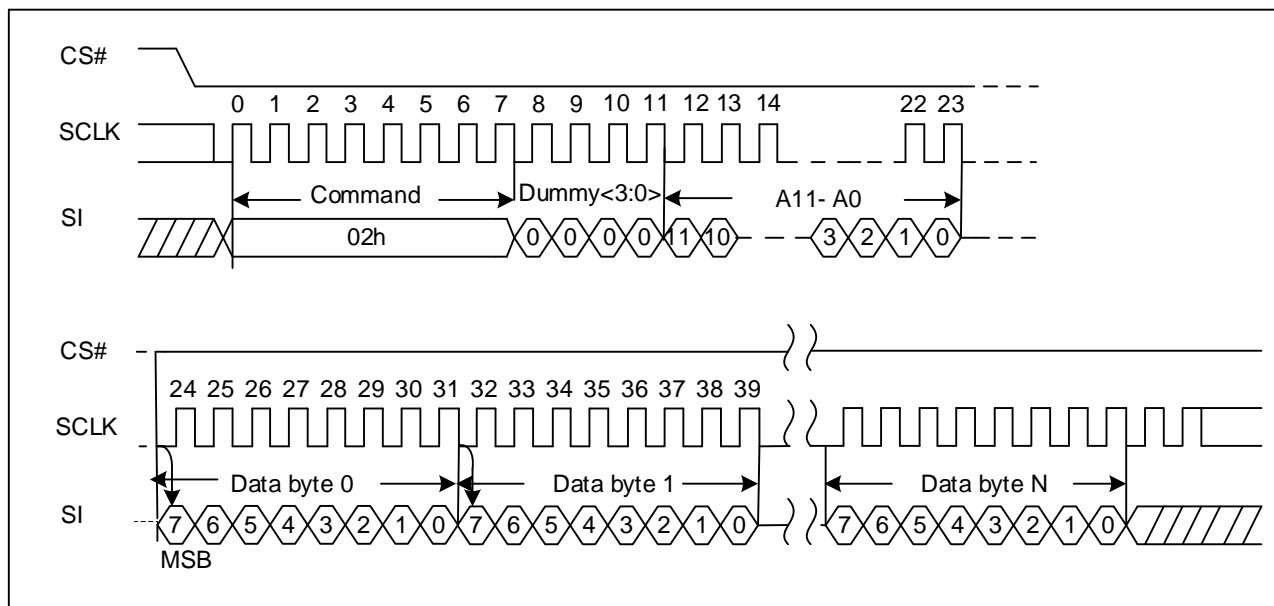 CS#
0 1 2 3 4 5 6 7 8 9 10 11 12 13 14 22 23
SCLK
Command Dummy<3:0> A11- A0
SI
02h 0 0 0 0 11 10 3 2 1 0
CS#
24 25 26 27 28 29 30 31 32 33 34 35 36 37 38 39
SCLK
Data byte 0 Data byte 1 Data byte N
SI
7 6 5 4 3 2 1 0 7 6 5 4 3 2 1 0 7 6 5 4 3 2 1 0
MSB